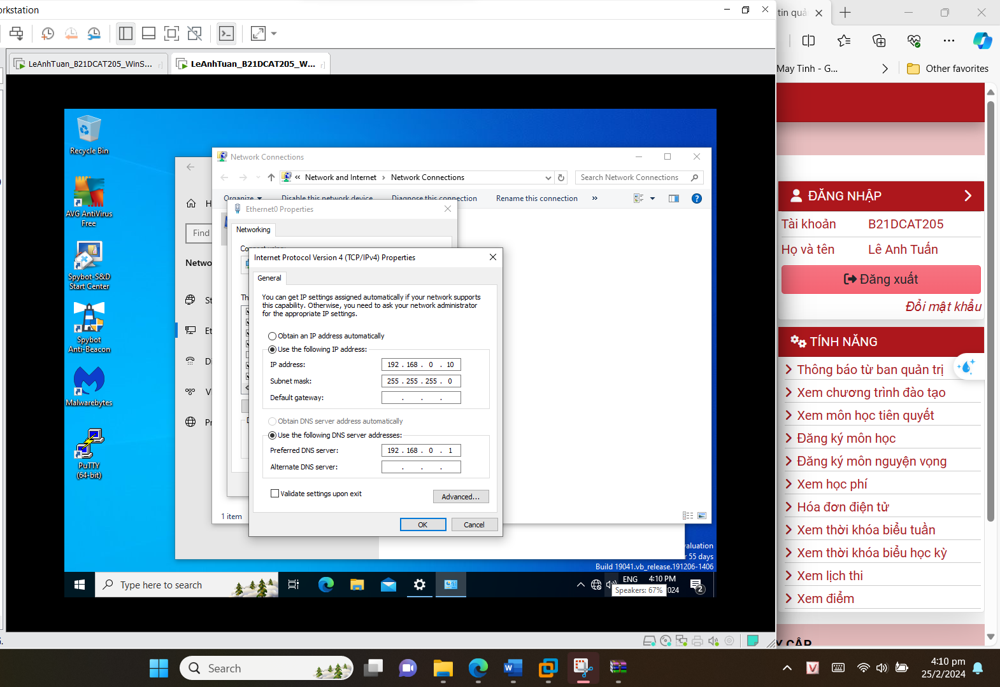 orkstation
LeAnhTuan_B21DCAT205_WinS...
LeAnhTuan_B21DCAT205_W...
Recycle Bin
AVG AntiVirus
Free
Spybot-S&D
Start Center
Spybot
Anti-Beacon
Malwarebytes
PuTTY
(64-bit)
Find
Netwo
St
Et
Network Connections
Network and Internet
Network Connections
Search Network Connections
Organize
Disable this network device
Diagnose this connection
Rename this connection
»
1 item
Ethernet0 Properties
Networking
Connect using:
Th
Internet Protocol Version 4 (TCP/IPv4) Properties
General
You can get IP settings assigned automatically if your network supports
this capability. Otherwise, you need to ask your network administrator
for the appropriate IP settings.
Obtain an IP address automatically
Use the following IP address:
IP address: 192 . 168 . 0 . 10
Subnet mask: 255 . 255 . 255 . 0
Default gateway: . . .
Obtain DNS server address automatically
Use the following DNS server addresses:
Preferred DNS server: 192 . 168 . 0 . 1
Alternate DNS server: . . .
Validate settings upon exit
Advanced...
OK
Cancel
valuation
r 55 days
Build 19041.vb_release.191206-1406
Type here to search
ENG
4:10 PM
024
2
Speakers: 67%
tin quả
May Tinh - G...
Other favorites
ĐĂNG NHẬP
Tài khoản B21DCAT205
Họ và tên Lê Anh Tuấn
Đăng xuất
Đổi mật khẩu
TÍNH NĂNG
Thông báo từ ban quản trị
Xem chương trình đào tạo
Xem môn học tiên quyết
Đăng ký môn học
Đăng ký môn nguyện vọng
Xem học phí
Hóa đơn điện tử
Xem thời khóa biểu tuần
Xem thời khóa biểu học kỳ
Xem lịch thi
Xem điểm
Y CẬP
Search
4:10 pm
25/2/2024